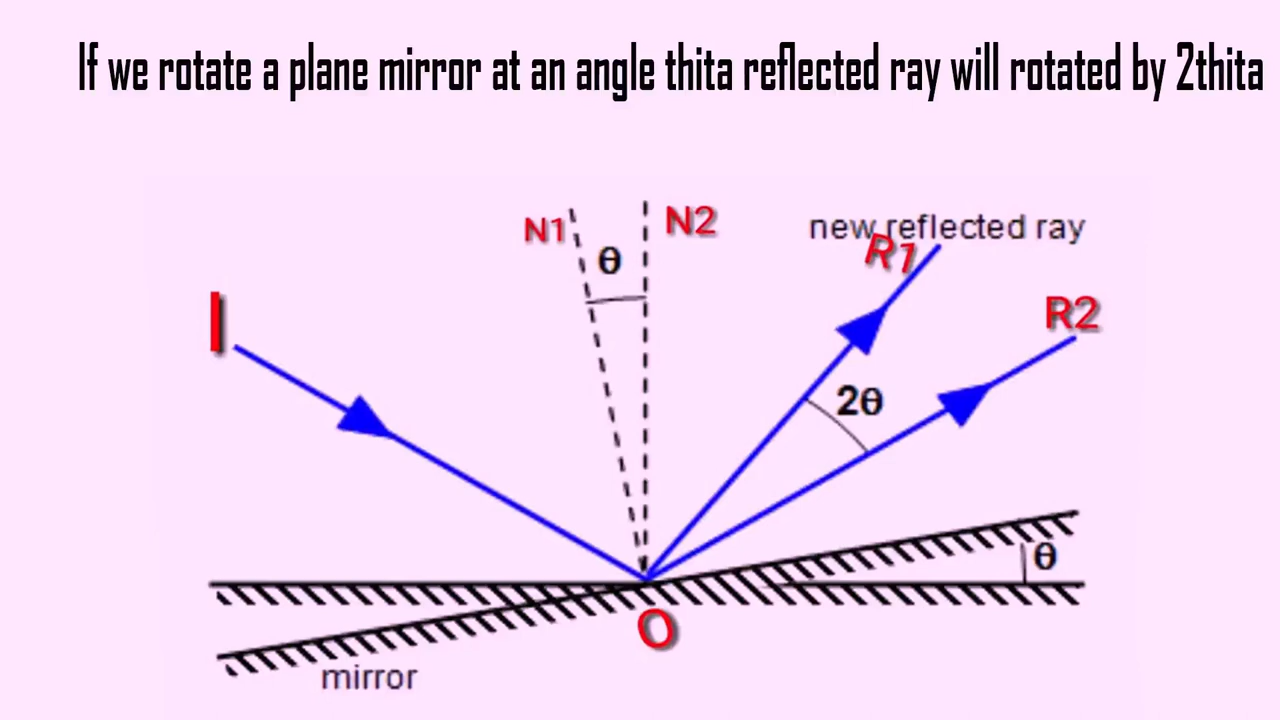 If we rotate a plane mirror at an angle thita reflected ray will rotated by 2thita
N1
N2
new reflected ray
θ
R1
I
R2
2θ
θ
O
mirror